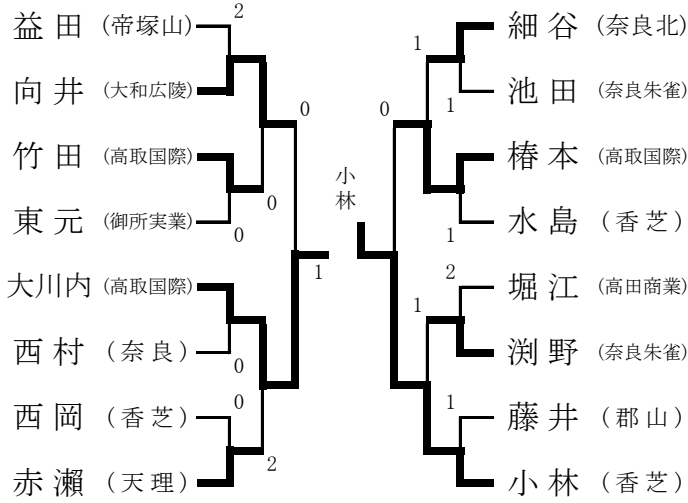 益田 (帝塚山)
向井 (大和広陵)
竹田 (高取国際)
東元 (御所実業)
大川内 (高取国際)
西村 (奈良)
西岡 (香芝)
赤瀬 (天理)
2
0
0
0
1
0
0
2
小林
細谷 (奈良北)
池田 (奈良朱雀)
椿本 (高取国際)
水島 (香芝)
堀江 (高田商業)
渕野 (奈良朱雀)
藤井 (郡山)
小林 (香芝)
1
0
1
1
2
1
1